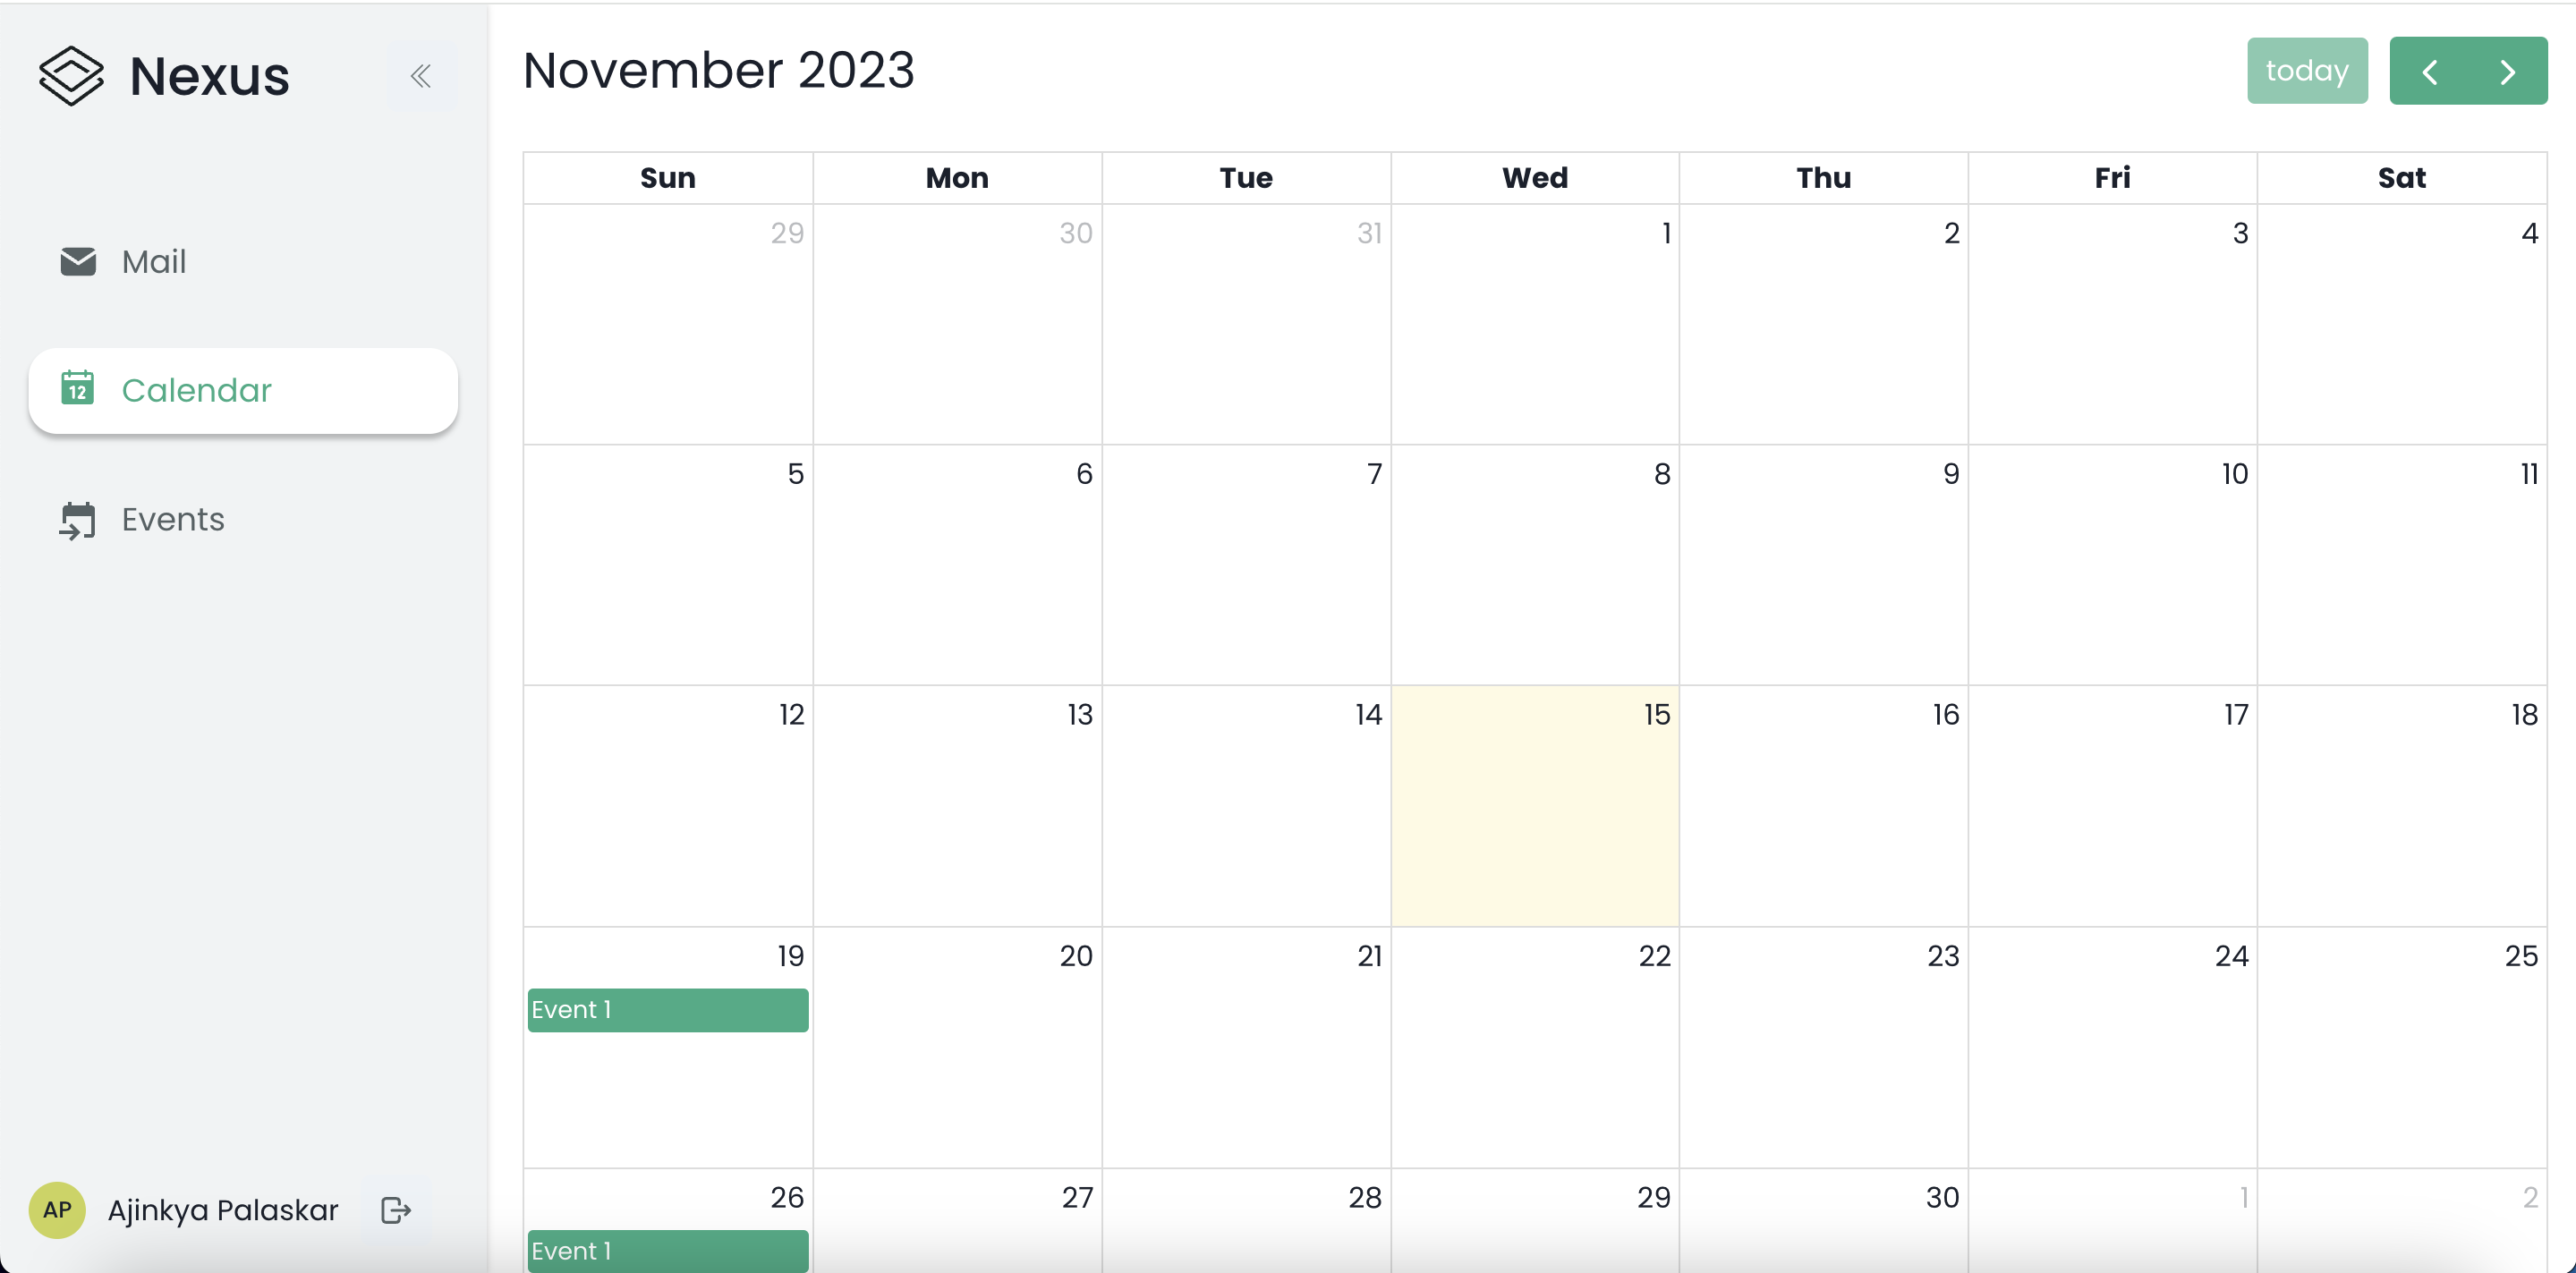 Nexus
Mail
12
Calendar
Events
AP Ajinkya Palaskar
November 2023
today
Sun Mon Tue Wed Thu Fri Sat
29 30 31 1 2 3 4
5 6 7 8 9 10 11
12 13 14 15 16 17 18
19 20 21 22 23 24 25
Event 1
26 27 28 29 30 1 2
Event 1